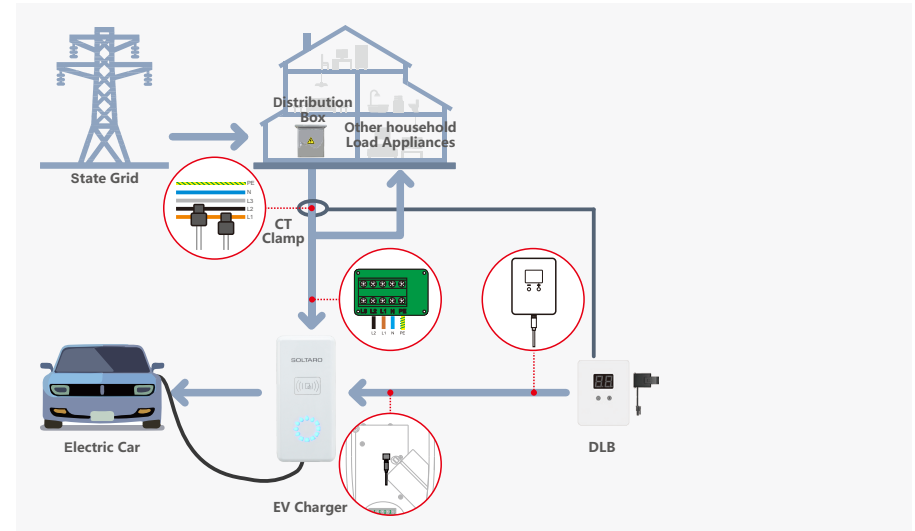 Distribution
Box
Other household
Load Appliances
State Grid
PE
N
L3
L2
L1
CT
Clamp
L3 L2 L1 N PE
L2 L1 N PE
SOLTARO
Electric Car
EV Charger
DLB